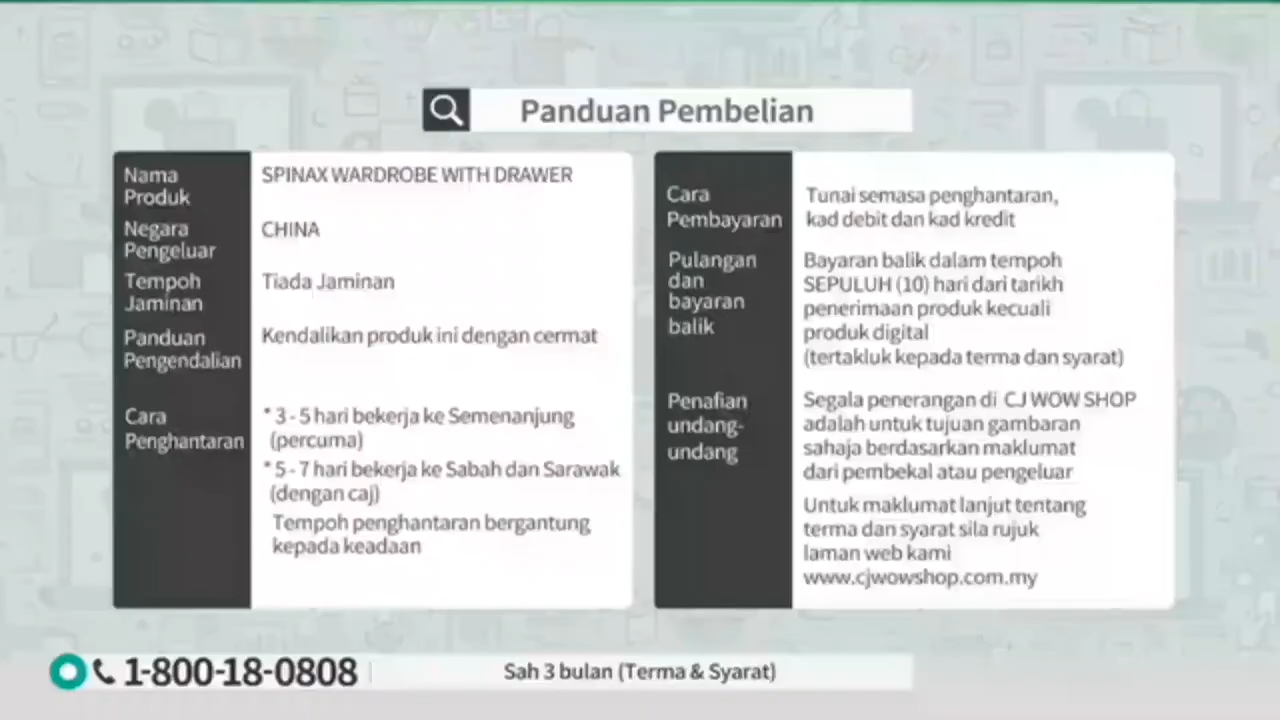 Panduan Pembelian
Nama
Produk
SPINAX WARDROBE WITH DRAWER
Negara
Pengeluar
CHINA
Tempoh
Jaminan
Tiada Jaminan
Panduan
Pengendalian
Kendalikan produk ini dengan cermat
Cara
Penghantaran
* 3 - 5 hari bekerja ke Semenanjung
(percuma)
* 5 - 7 hari bekerja ke Sabah dan Sarawak
(dengan caj)
Tempoh penghantaran bergantung
kepada keadaan
Cara
Pembayaran
Tunai semasa penghantaran,
kad debit dan kad kredit
Pulangan
dan
bayaran
balik
Bayaran balik dalam tempoh
SEPULUH (10) hari dari tarikh
penerimaan produk kecuali
produk digital
(tertakluk kepada terma dan syarat)
Penafian
undang-
undang
Segala penerangan di CJ WOW SHOP
adalah untuk tujuan gambaran
sahaja berdasarkan maklumat
dari pembekal atau pengeluar
Untuk maklumat lanjut tentang
terma dan syarat sila rujuk
laman web kami
www.cjwowshop.com.my
1-800-18-0808
Sah 3 bulan (Terma & Syarat)